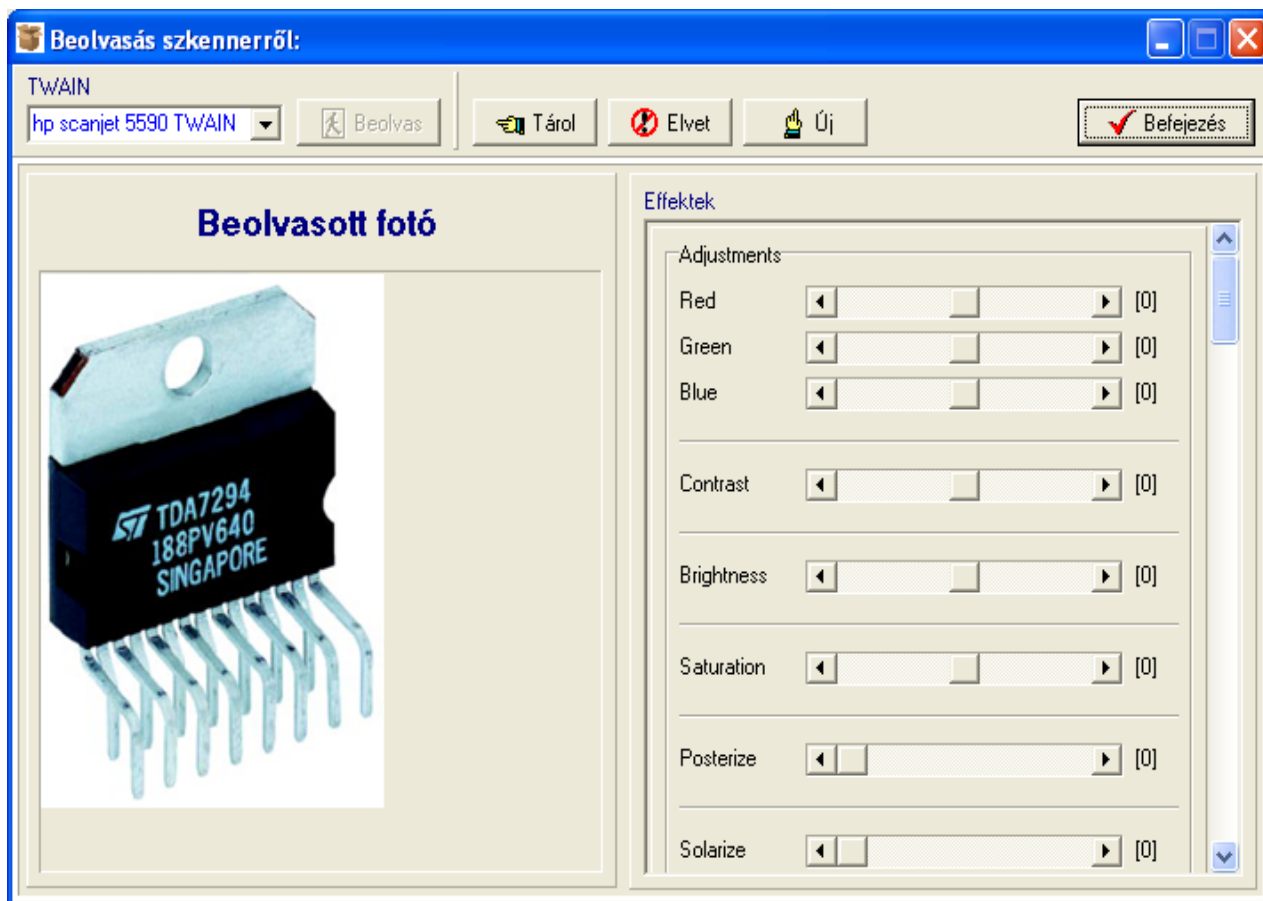 Beolvasás szkennerről:
TWAIN
hp scanjet 5590 TWAIN
Beolvas
Tárol
Elvet
Új
Befejezés
Beolvasott fotó
ST TDA7294
188PV640
SINGAPORE
Effektek
Adjustments
Red [0]
Green [0]
Blue [0]
Contrast [0]
Brightness [0]
Saturation [0]
Posterize [0]
Solarize [0]